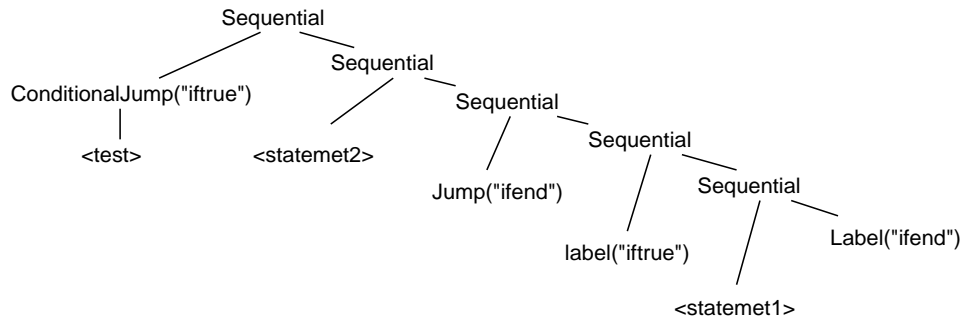 Sequential
Sequential
ConditionalJump("iftrue")
Sequential
Sequential
<test>
<statemet2>
Jump("ifend")
Sequential
label("iftrue")
Label("ifend")
<statemet1>